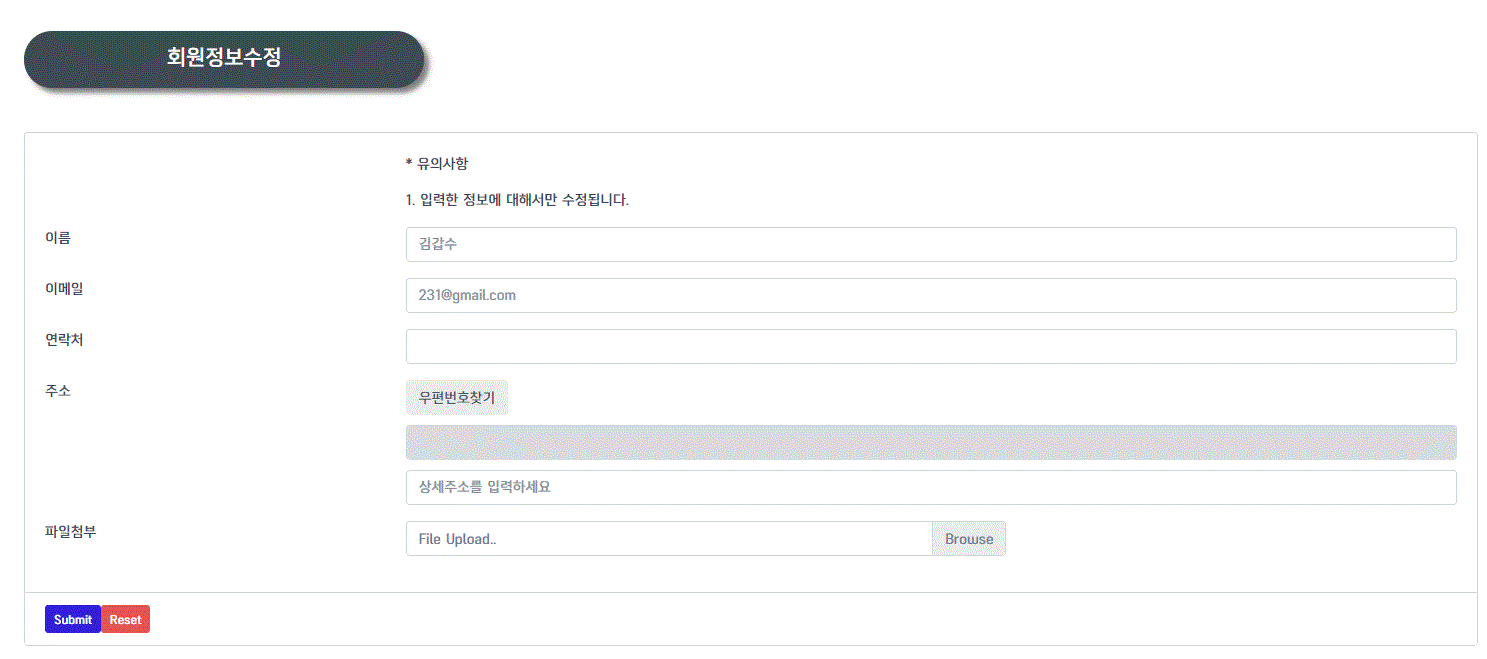 회원정보수정
* 유의사항
1. 입력한 정보에 대해서만 수정됩니다.
이름
김갑수
이메일
231@gmail.com
연락처
주소
우편번호찾기
상세주소를 입력하세요
파일첨부
File Upload..
Browse
Submit Reset